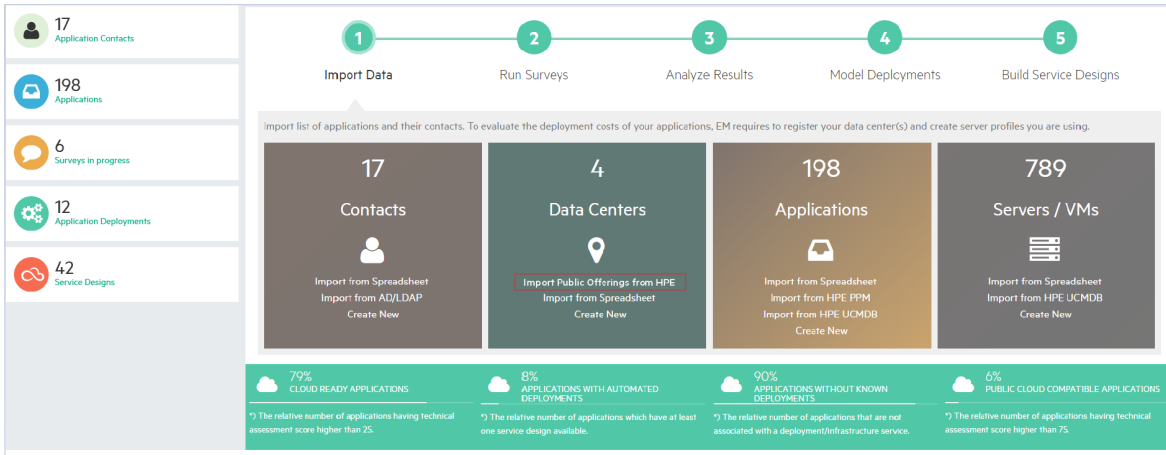 17
Application Contacts
198
Applications
6
Surveys in progress
12
Application Deployments
42
Service Designs
1
2
3
4
5
Import Data
Run Surveys
Analyze Results
Model Deployments
Build Service Designs
Import list of applications and their contacts. To evaluate the deployment costs of your applications, EM requires to register your data center(s) and create server profiles you are using.
17
Contacts
Import from Spreadsheet
Import from AD/LDAP
Create New
4
Data Centers
Import Public Offerings from HPE
Import from Spreadsheet
Create New
198
Applications
Import from Spreadsheet
Import from HPE PPM
Import from HPE UCMDB
Create New
789
Servers / VMs
Import from Spreadsheet
Import from HPE UCMDB
Create New
79%
CLOUD READY APPLICATIONS
*) The relative number of applications having technical
assessment score higher than 25.
8%
APPLICATIONS WITH AUTOMATED
DEPLOYMENTS
*) The relative number of applications which have at least
one service design available.
90%
APPLICATIONS WITHOUT KNOWN
DEPLOYMENTS
*) The relative number of applications that are not
associated with a deployment/infrastructure service.
6%
PUBLIC CLOUD COMPATIBLE APPLICATIONS
*) The relative number of applications having technical
assessment score higher than 75.